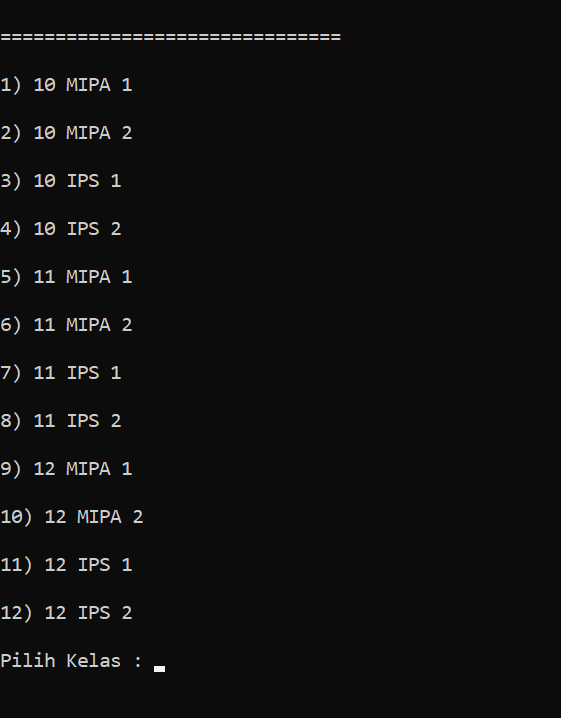 ===============================
1) 10 MIPA 1
2) 10 MIPA 2
3) 10 IPS 1
4) 10 IPS 2
5) 11 MIPA 1
6) 11 MIPA 2
7) 11 IPS 1
8) 11 IPS 2
9) 12 MIPA 1
10) 12 MIPA 2
11) 12 IPS 1
12) 12 IPS 2
Pilih Kelas :